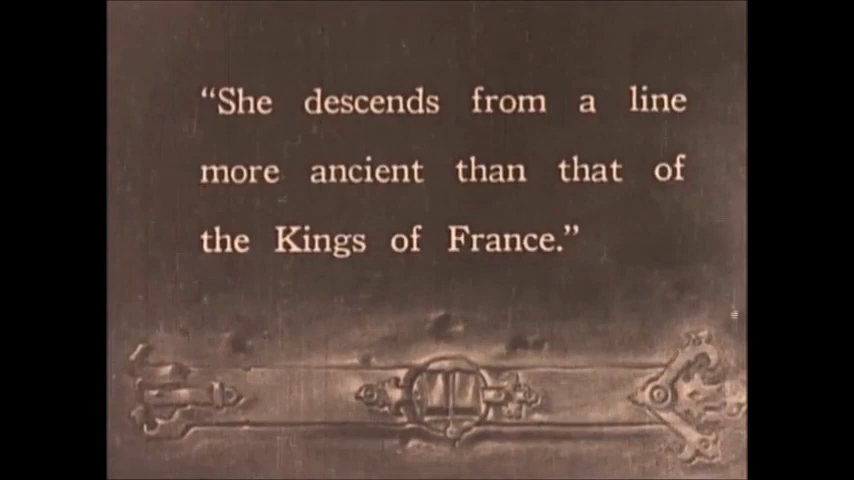 “She descends from a line
more ancient than that of
the Kings of France.”